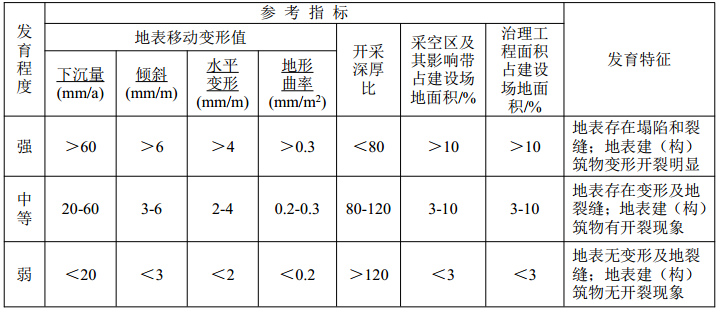 发育程度
参 考 指 标
发育特征
地表移动变形值
开采深厚比
采空区及其影响带占建设场地面积/%
治理工程面积占建设场地面积/%
下沉量
(mm/a)
倾斜
(mm/m)
水平
变形
(mm/m)
地形
曲率
(mm/m²)
强
＞60
＞6
＞4
＞0.3
＜80
＞10
＞10
地表存在塌陷和裂
缝；地表建（构）
筑物变形开裂明显
中等
20-60
3-6
2-4
0.2-0.3
80-120
3-10
3-10
地表存在变形及地
裂缝；地表建（构）
筑物有开裂现象
弱
＜20
＜3
＜2
＜0.2
＞120
＜3
＜3
地表无变形及地裂
缝；地表建（构）
筑物无开裂现象